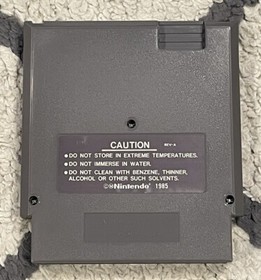 CAUTION REV-A
• DO NOT STORE IN EXTREME TEMPERATURES.
• DO NOT IMMERSE IN WATER.
• DO NOT CLEAN WITH BENZENE, THINNER,
ALCOHOL OR OTHER SUCH SOLVENTS.
©Ⓜ Nintendo® 1985